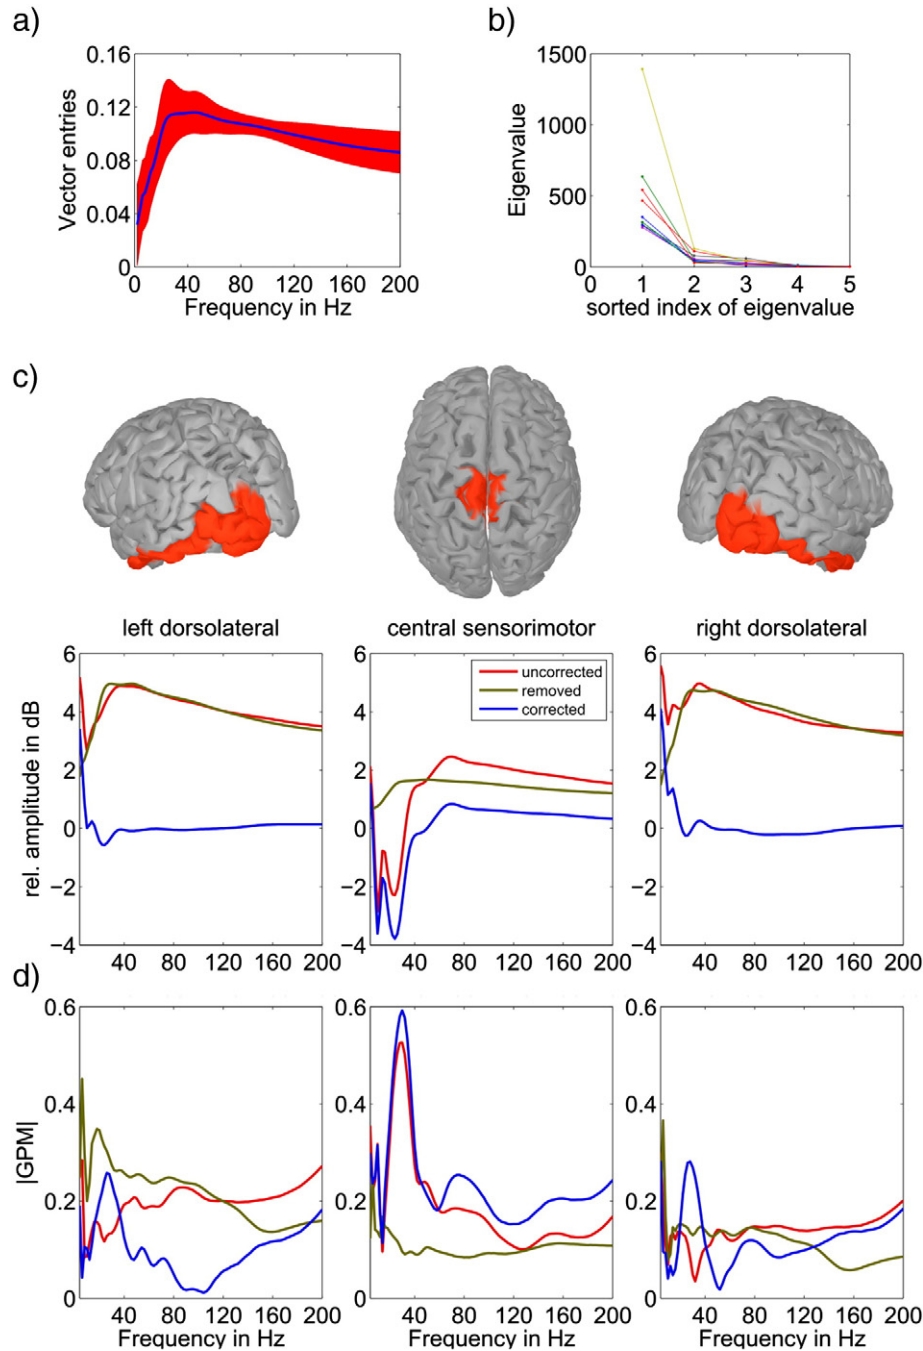 a)
b)
0.16
0.12
0.08
0.04
0
Vector entries
0 40 80 120 160 200
Frequency in Hz
1500
1000
500
0
Eigenvalue
0 1 2 3 4 5
sorted index of eigenvalue
c)
left dorsolateral
central sensorimotor
right dorsolateral
uncorrected
removed
corrected
rel. amplitude in dB
6
4
2
0
−2
−4
40 80 120 160 200
6
4
2
0
−2
−4
40 80 120 160 200
6
4
2
0
−2
−4
40 80 120 160 200
d)
|GPM|
0.6
0.4
0.2
0
40 80 120 160 200
Frequency in Hz
0.6
0.4
0.2
0
40 80 120 160 200
Frequency in Hz
0.6
0.4
0.2
0
40 80 120 160 200
Frequency in Hz